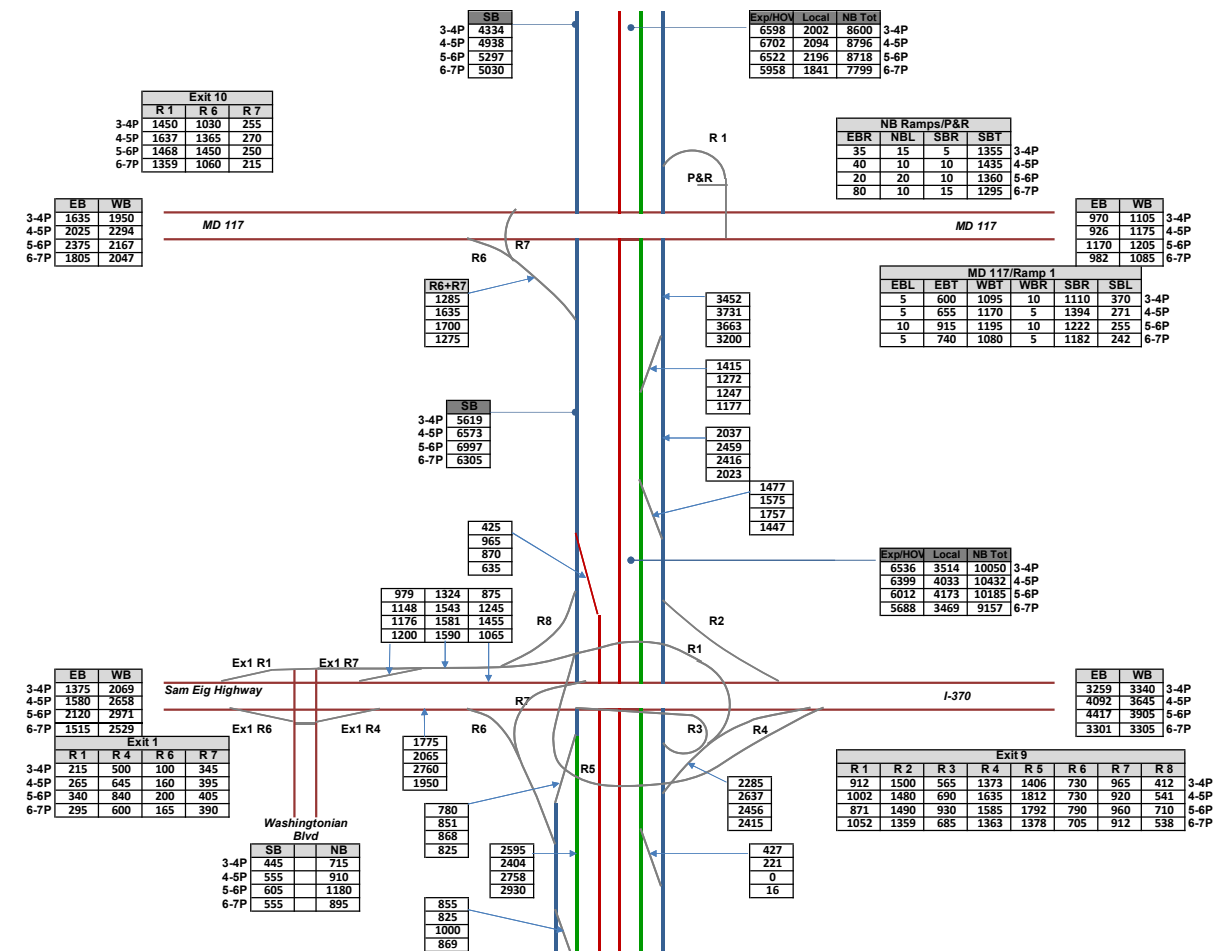 SB
3-4P 4334
4-5P 4938
5-6P 5297
6-7P 5030
Exp/HOV Local NB Tot
6598 2002 8600 3-4P
6702 2094 8796 4-5P
6522 2196 8718 5-6P
5958 1841 7799 6-7P
Exit 10
R 1 R 6 R 7
3-4P 1450 1030 255
4-5P 1637 1365 270
5-6P 1468 1450 250
6-7P 1359 1060 215
R 1
P&R
NB Ramps/P&R
EBR NBL SBR SBT
35 15 5 1355 3-4P
40 10 10 1435 4-5P
20 20 10 1360 5-6P
80 10 15 1295 6-7P
EB WB
3-4P 1635 1950
4-5P 2025 2294
5-6P 2375 2167
6-7P 1805 2047
MD 117
MD 117
EB WB
970 1105 3-4P
926 1175 4-5P
1170 1205 5-6P
982 1085 6-7P
R7
R6
R6+R7
1285
1635
1700
1275
3452
3731
3663
3200
MD 117/Ramp 1
EBL EBT WBT WBR SBR SBL
5 600 1095 10 1110 370 3-4P
5 655 1170 5 1394 271 4-5P
10 915 1195 10 1222 255 5-6P
5 740 1080 5 1182 242 6-7P
1415
1272
1247
1177
SB
3-4P 5619
4-5P 6573
5-6P 6997
6-7P 6305
2037
2459
2416
2023
1477
1575
1757
1447
425
965
870
635
Exp/HOV Local NB Tot
6536 3514 10050 3-4P
6399 4033 10432 4-5P
6012 4173 10185 5-6P
5688 3469 9157 6-7P
979 1324 875
1148 1543 1245
1176 1581 1455
1200 1590 1065
R8
R2
R1
Ex1 R1
Ex1 R7
EB WB
3-4P 1375 2069
4-5P 1580 2658
5-6P 2120 2971
6-7P 1515 2529
Sam Eig Highway
I-370
EB WB
3259 3340 3-4P
4092 3645 4-5P
4417 3905 5-6P
3301 3305 6-7P
R7
Ex1 R6
Ex1 R4
R6
R3
R4
R5
Exit 1
R 1 R 4 R 6 R 7
3-4P 215 500 100 345
4-5P 265 645 160 395
5-6P 340 840 200 405
6-7P 295 600 165 390
1775
2065
2760
1950
Exit 9
R 1 R 2 R 3 R 4 R 5 R 6 R 7 R 8
912 1500 565 1373 1406 730 965 412 3-4P
1002 1480 690 1635 1812 730 920 541 4-5P
871 1490 930 1585 1792 790 960 710 5-6P
1052 1359 685 1363 1378 705 912 538 6-7P
2285
2637
2456
2415
780
851
868
825
Washingtonian
Blvd
SB NB
3-4P 445 715
4-5P 555 910
5-6P 605 1180
6-7P 555 895
2595
2404
2758
2930
427
221
0
16
855
825
1000
869